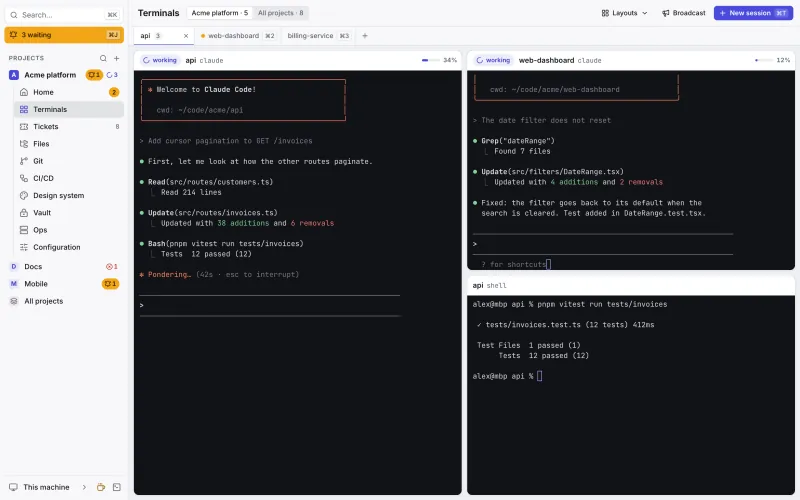 Search... ⌘K
3 waiting ⌘J
PROJECTS
A Acme platform 1 3
Home 2
Terminals
Tickets 8
Files
Git
CI/CD
Design system
Vault
Ops
Configuration
D Docs 1
M Mobile 1
All projects
This machine
Terminals
Acme platform · 5
All projects · 8
Layouts
Broadcast
+ New session ⌘T
api 3 ×
web-dashboard ⌘2
billing-service ⌘3
+
working api claude 34%
✻ Welcome to Claude Code!
cwd: ~/code/acme/api
> Add cursor pagination to GET /invoices
● First, let me look at how the other routes paginate.
● Read(src/routes/customers.ts)
⎿ Read 214 lines
● Update(src/routes/invoices.ts)
⎿ Updated with 38 additions and 6 removals
● Bash(pnpm vitest run tests/invoices)
⎿ Tests 12 passed (12)
✻ Pondering… (42s · esc to interrupt)
>
working web-dashboard claude 12%
cwd: ~/code/acme/web-dashboard
> The date filter does not reset
● Grep("dateRange")
⎿ Found 7 files
● Update(src/filters/DateRange.tsx)
⎿ Updated with 4 additions and 2 removals
● Fixed: the filter goes back to its default when the
search is cleared. Test added in DateRange.test.tsx.
>
? for shortcuts
api shell
alex@mbp api % pnpm vitest run tests/invoices
✓ tests/invoices.test.ts (12 tests) 412ms
Test Files 1 passed (1)
Tests 12 passed (12)
alex@mbp api %